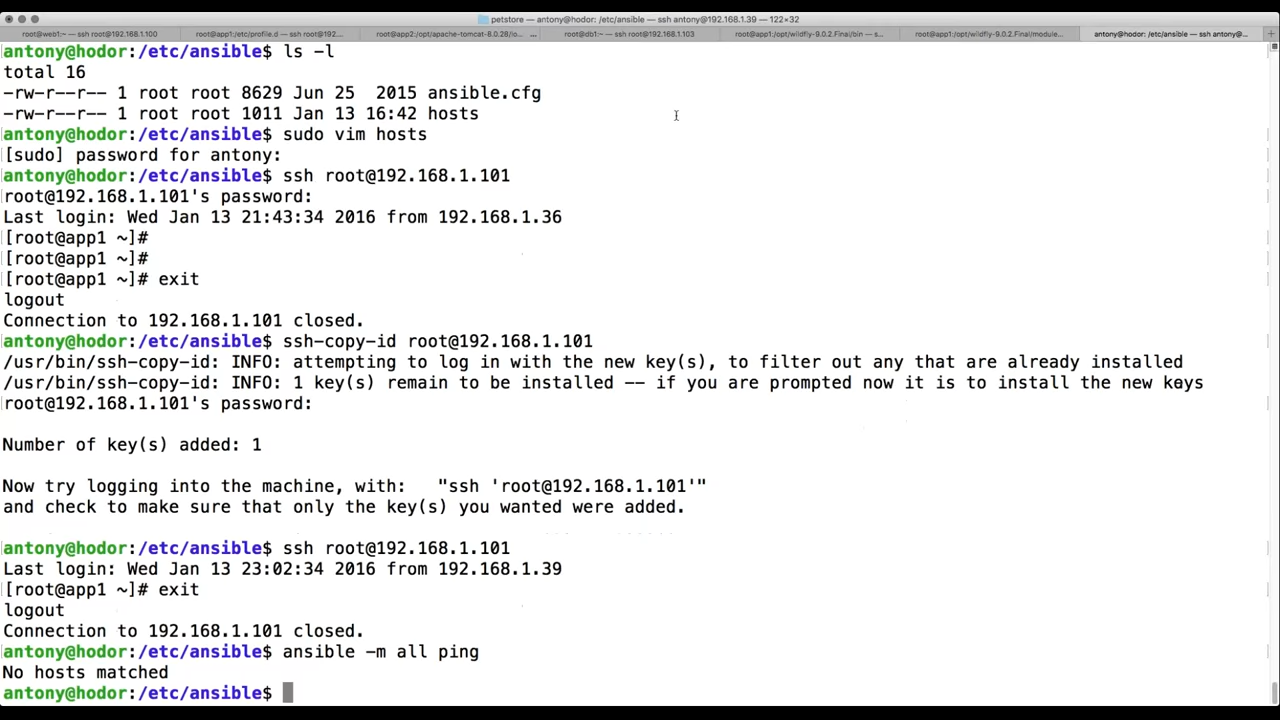 petstore — antony@hodor: /etc/ansible — ssh antony@192.168.1.39 — 122×32
root@web1:~ — ssh root@192.168.1.100
root@app1:/etc/profile.d — ssh root@192....
root@app2:/opt/apache-tomcat-8.0.28/lo... ...
root@db1:~ — ssh root@192.168.1.103
root@app1:/opt/wildfly-9.0.2.Final/bin — s...
root@app1:/opt/wildfly-9.0.2.Final/module...
antony@hodor: /etc/ansible — ssh antony@...
antony@hodor:/etc/ansible$ ls -l
total 16
-rw-r--r-- 1 root root 8629 Jun 25  2015 ansible.cfg
-rw-r--r-- 1 root root 1011 Jan 13 16:42 hosts
antony@hodor:/etc/ansible$ sudo vim hosts
[sudo] password for antony:
antony@hodor:/etc/ansible$ ssh root@192.168.1.101
root@192.168.1.101's password:
Last login: Wed Jan 13 21:43:34 2016 from 192.168.1.36
[root@app1 ~]#
[root@app1 ~]#
[root@app1 ~]# exit
logout
Connection to 192.168.1.101 closed.
antony@hodor:/etc/ansible$ ssh-copy-id root@192.168.1.101
/usr/bin/ssh-copy-id: INFO: attempting to log in with the new key(s), to filter out any that are already installed
/usr/bin/ssh-copy-id: INFO: 1 key(s) remain to be installed -- if you are prompted now it is to install the new keys
root@192.168.1.101's password:
Number of key(s) added: 1
Now try logging into the machine, with:   "ssh 'root@192.168.1.101'"
and check to make sure that only the key(s) you wanted were added.
antony@hodor:/etc/ansible$ ssh root@192.168.1.101
Last login: Wed Jan 13 23:02:34 2016 from 192.168.1.39
[root@app1 ~]# exit
logout
Connection to 192.168.1.101 closed.
antony@hodor:/etc/ansible$ ansible -m all ping
No hosts matched
antony@hodor:/etc/ansible$